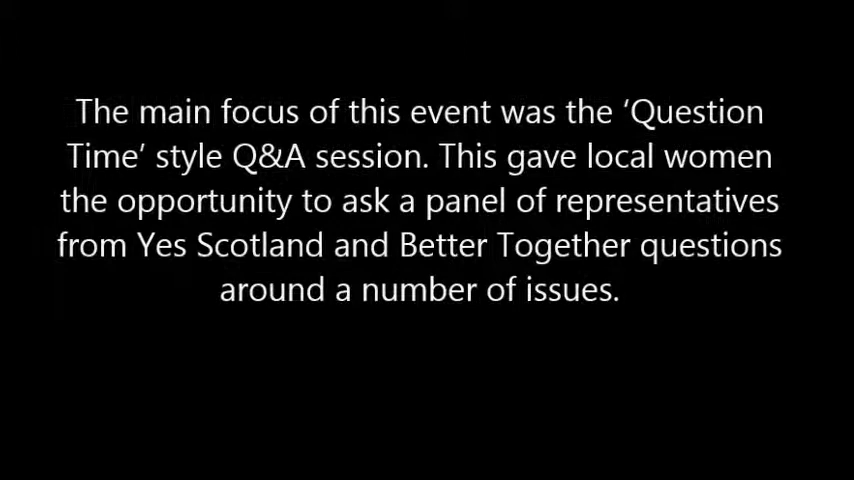 The main focus of this event was the ‘Question
Time’ style Q&A session. This gave local women
the opportunity to ask a panel of representatives
from Yes Scotland and Better Together questions
around a number of issues.